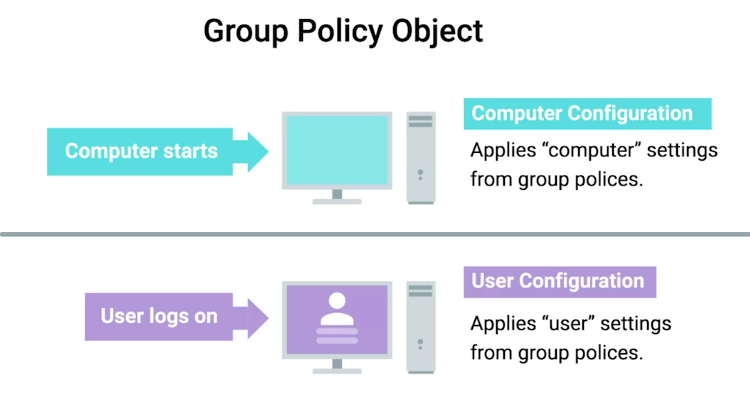 Group Policy Object
Computer starts
Computer Configuration
Applies “computer” settings
from group polices.
User logs on
User Configuration
Applies “user” settings
from group polices.